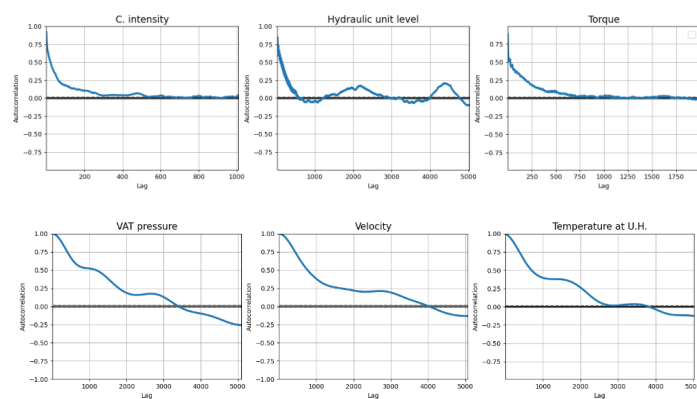 C. intensity
1.00
0.75
0.50
0.25
0.00
−0.25
−0.50
−0.75
Autocorrelation
200 400 600 800 1000
Lag
Hydraulic unit level
1.00
0.75
0.50
0.25
0.00
−0.25
−0.50
−0.75
Autocorrelation
1000 2000 3000 4000 5000
Lag
Torque
0.75
0.50
0.25
0.00
−0.25
−0.50
−0.75
Autocorrelation
250 500 750 1000 1250 1500 1750
Lag
VAT pressure
1.00
0.75
0.50
0.25
0.00
−0.25
−0.50
−0.75
−1.00
Autocorrelation
1000 2000 3000 4000 5000
Lag
Velocity
1.00
0.75
0.50
0.25
0.00
−0.25
−0.50
−0.75
−1.00
Autocorrelation
1000 2000 3000 4000 5000
Lag
Temperature at U.H.
1.00
0.75
0.50
0.25
0.00
−0.25
−0.50
−0.75
−1.00
Autocorrelation
1000 2000 3000 4000 5000
Lag